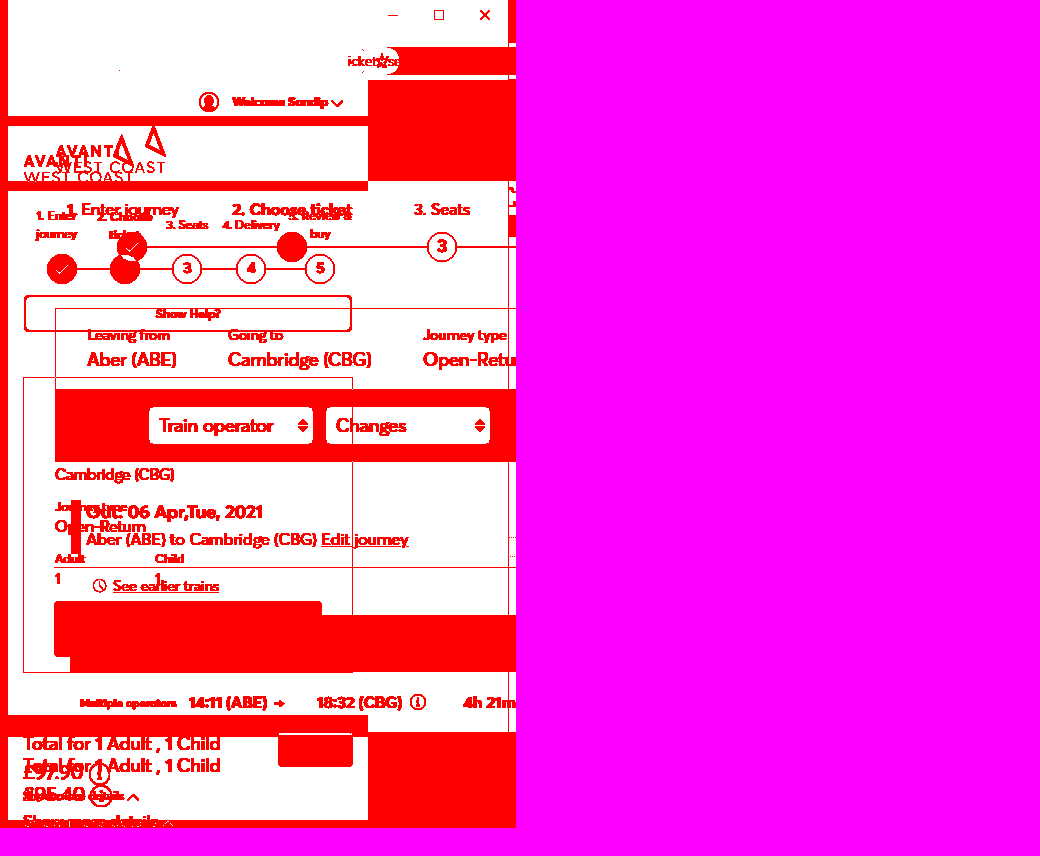 Welcome Sandip
AVANTI
WEST COAST
AVANTI
WEST COAST
1. Enter journey
2. Choose ticket
3. Seats
1. Enter
journey
2. Choose
ticket
3. Seats
4. Delivery
5. Review &
buy
3
3
4
5
Show Help?
Leaving from
Going to
Journey type
Aber (ABE)
Cambridge (CBG)
Open-Retu
Train operator
Changes
Cambridge (CBG)
Journey type
Out: 06 Apr,Tue, 2021
Open-Return
Aber (ABE) to Cambridge (CBG) Edit journey
Adult
Child
1
1
See earlier trains
Multiple operators
14:11 (ABE) → 18:32 (CBG)
4h 21m
Total for 1 Adult , 1 Child
Total for 1 Adult , 1 Child
£97.90
£95.40
Show more details